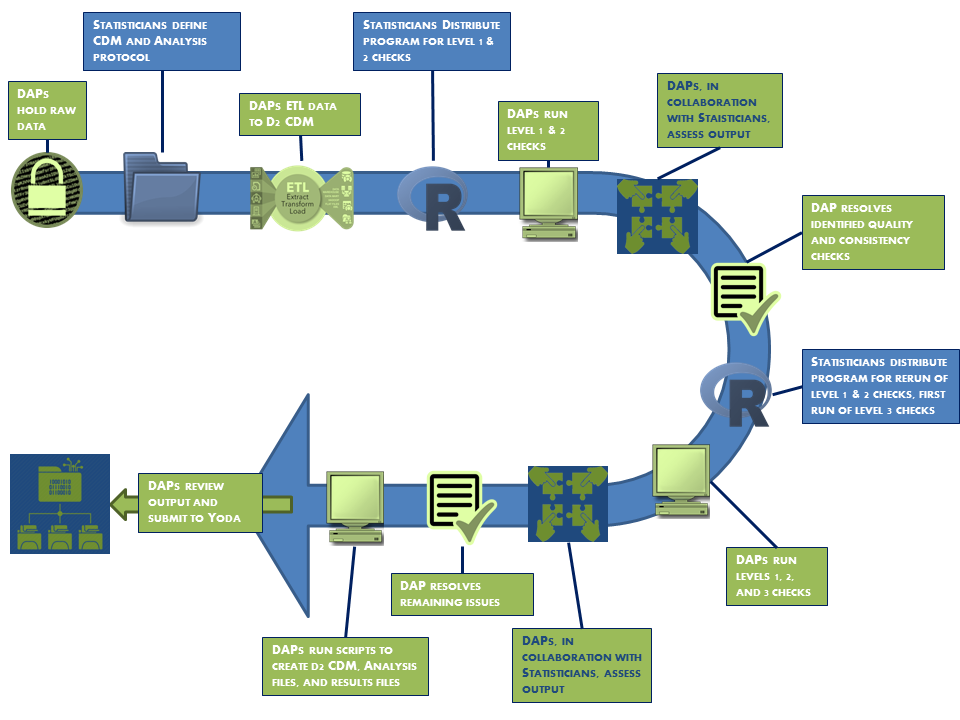 DAPs
hold raw
data
Statisticians define
CDM and Analysis
protocol
DAPs ETL data
to D2 CDM
ETL
Extract
Transform
Load
Statisticians Distribute
program for level 1 &
2 checks
R
DAPs run
level 1 & 2
checks
DAPs, in
collaboration
with Staisticians,
assess output
DAP resolves
identified quality
and consistency
checks
Statisticians distribute
program for rerun of
level 1 & 2 checks, first
run of level 3 checks
R
DAPs run
levels 1, 2,
and 3 checks
DAPs, in
collaboration with
Statisticians, assess
output
DAP resolves
remaining issues
DAPs run scripts to
create d2 CDM, Analysis
files, and results files
DAPs review
output and
submit to Yoda
10001010
01110010
01100010